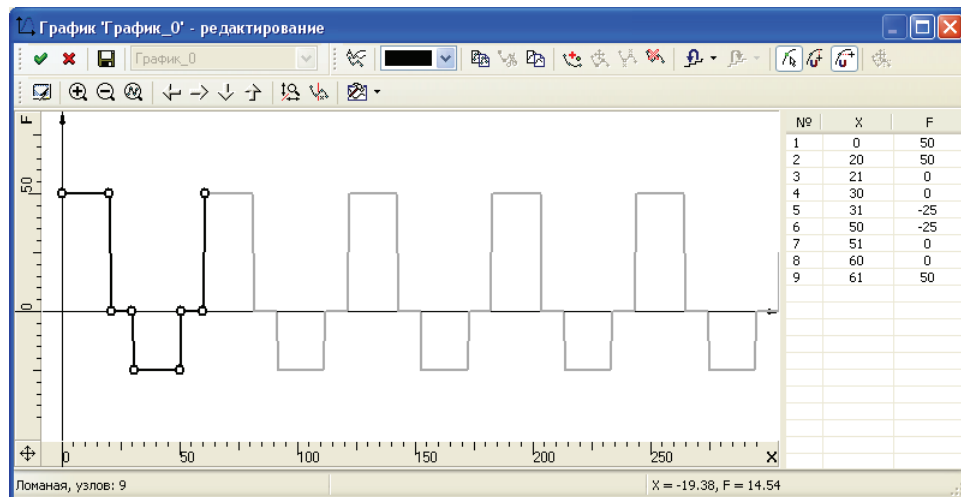 График 'График_0' - редактирование
График_0
F
50
0
0
50
100
150
200
250
X
№ X F
1 0 50
2 20 50
3 21 0
4 30 0
5 31 -25
6 50 -25
7 51 0
8 60 0
9 61 50
Ломаная, узлов: 9
X = -19.38, F = 14.54